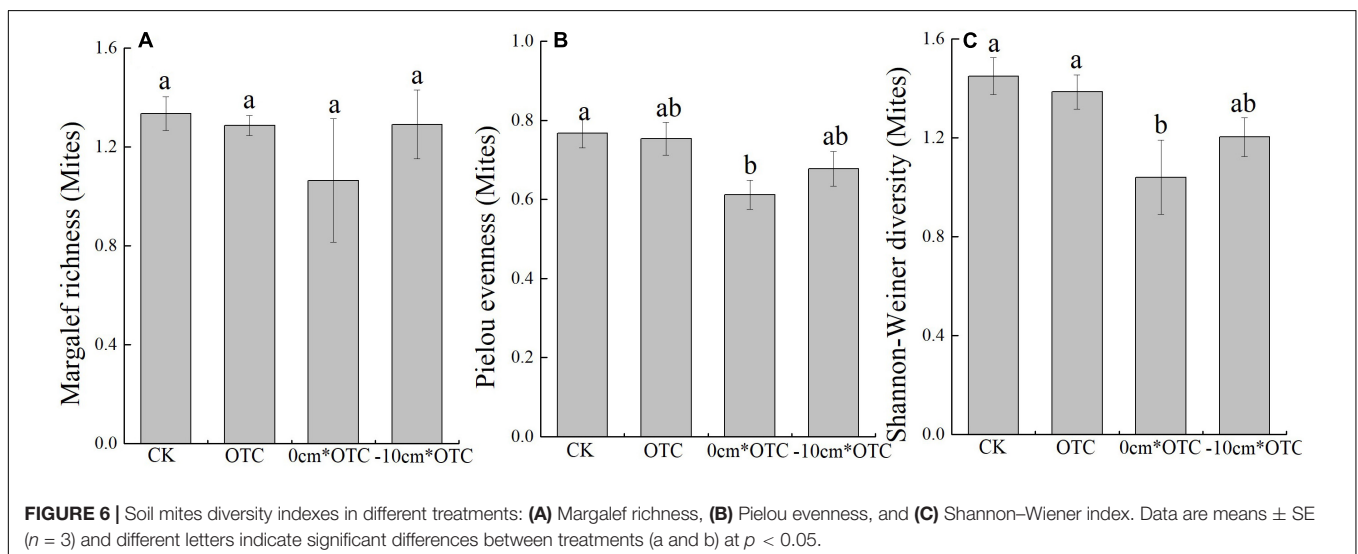 A
Margalef richness (Mites)
1.6
1.2
0.8
0.4
0.0
a
a
a
a
CK
OTC
0cm*OTC
-10cm*OTC
B
Pielou evenness (Mites)
1.0
0.8
0.6
0.4
0.2
0.0
a
ab
b
ab
CK
OTC
0cm*OTC
-10cm*OTC
C
Shannon-Weiner diversity (Mites)
1.6
1.2
0.8
0.4
0.0
a
a
b
ab
CK
OTC
0cm*OTC
-10cm*OTC
FIGURE 6 | Soil mites diversity indexes in different treatments: (A) Margalef richness, (B) Pielou evenness, and (C) Shannon–Wiener index. Data are means ± SE
(n = 3) and different letters indicate significant differences between treatments (a and b) at p < 0.05.